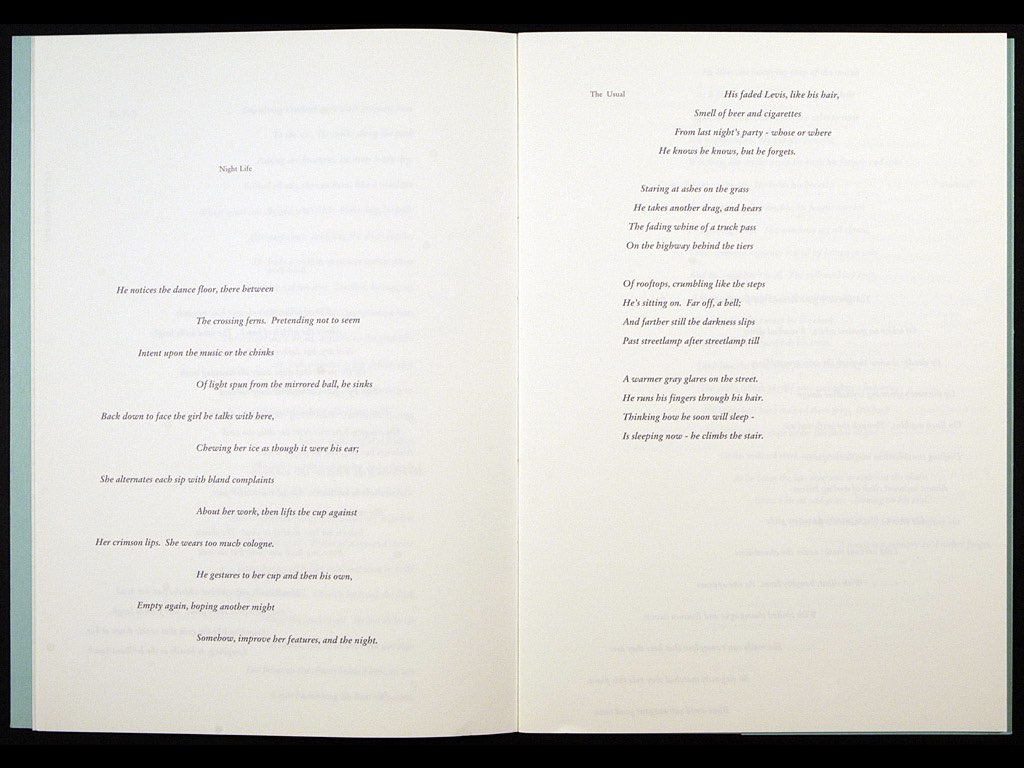 Night Life
He notices the dance floor, there between
The crossing ferns. Pretending not to seem
Intent upon the music or the chinks
Of light spun from the mirrored ball, he sinks
Back down to face the girl he talks with here,
Chewing her ice as though it were his ear;
She alternates each sip with bland complaints
About her work, then lifts the cup against
Her crimson lips. She wears too much cologne.
He gestures to her cup and then his own,
Empty again, hoping another might
Somehow, improve her features, and the night.
The Usual
His faded Levis, like his hair,
Smell of beer and cigarettes
From last night's party - whose or where
He knows he knows, but he forgets.
Staring at ashes on the grass
He takes another drag, and hears
The fading whine of a truck pass
On the highway behind the tiers
Of rooftops, crumbling like the steps
He's sitting on. Far off, a bell;
And farther still the darkness slips
Past streetlamp after streetlamp till
A warmer gray glares on the street.
He runs his fingers through his hair.
Thinking how he soon will sleep -
Is sleeping now - he climbs the stair.